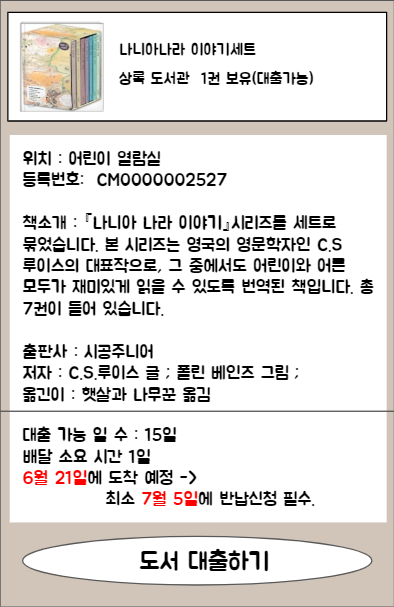 나니아나라 이야기세트
상록 도서관 1권 보유(대출가능)
위치 : 어린이 열람실
등록번호: CM0000002527
책소개 : 『나니아 나라 이야기』시리즈를 세트로
묶었습니다. 본 시리즈는 영국의 영문학자인 C.S
루이스의 대표작으로, 그 중에서도 어린이와 어른
모두가 재미있게 읽을 수 있도록 번역된 책입니다. 총
7권이 들어 있습니다.
출판사 : 시공주니어
저자 : C.S.루이스 글 ; 폴린 베인즈 그림 ;
옮긴이 : 햇살과 나무꾼 옮김
대출 가능 일 수 : 15일
배달 소요 시간 1일
6월 21일에 도착 예정 ->
최소 7월 5일에 반납신청 필수.
도서 대출하기